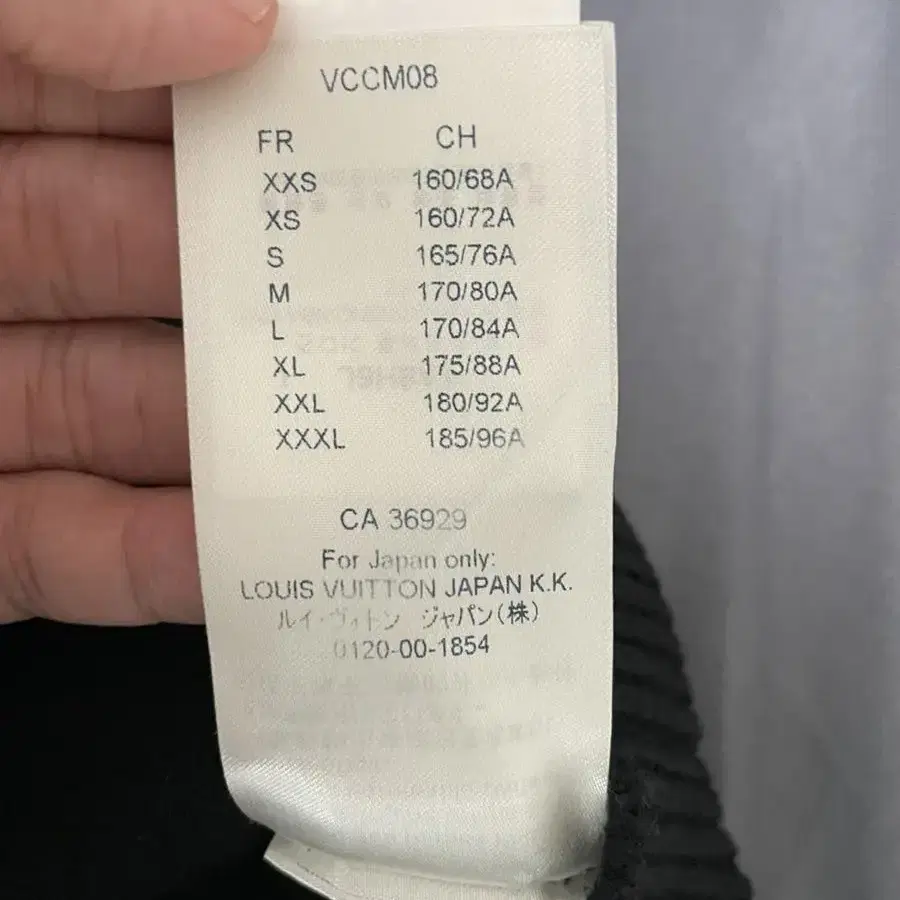 VCCM08
FR CH
XXS 160/68A
XS 160/72A
S 165/76A
M 170/80A
L 170/84A
XL 175/88A
XXL 180/92A
XXXL 185/96A
CA 36929
For Japan only:
LOUIS VUITTON JAPAN K.K.
ルイ・ヴィトン ジャパン(株)
0120-00-1854